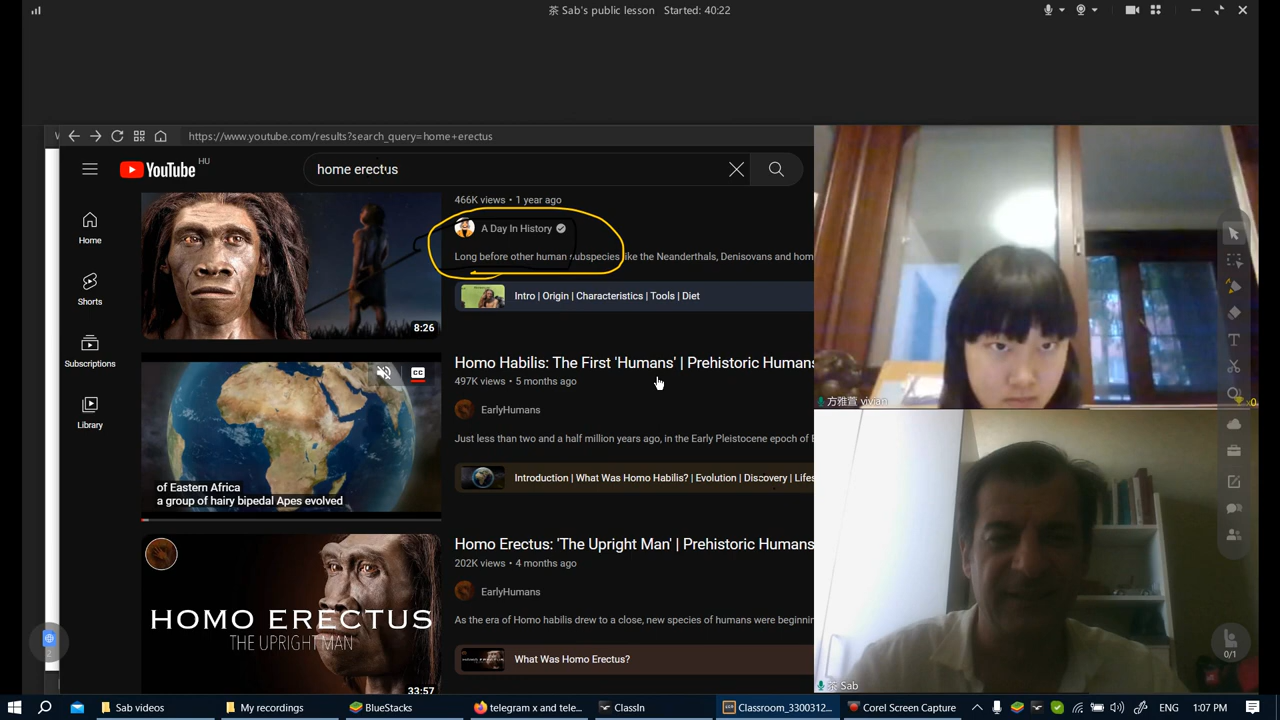 茶 Sab's public lesson Started: 40:22
https://www.youtube.com/results?search_query=home+erectus
YouTube HU
home erectus
466K views • 1 year ago
A Day In History
Long before other human subspecies like the Neanderthals, Denisovans and hom
8:26
Intro | Origin | Characteristics | Tools | Diet
Home
Shorts
Subscriptions
Library
CC
of Eastern Africa
a group of hairy bipedal Apes evolved
Homo Habilis: The First 'Humans' | Prehistoric Humans
497K views • 5 months ago
EarlyHumans
Just less than two and a half million years ago, in the Early Pleistocene epoch of E
Introduction | What Was Homo Habilis? | Evolution | Discovery | Lifes
HOMO ERECTUS
THE UPRIGHT MAN
33:57
Homo Erectus: 'The Upright Man' | Prehistoric Humans
202K views • 4 months ago
EarlyHumans
As the era of Homo habilis drew to a close, new species of humans were beginnin
What Was Homo Erectus?
方雅萱 vivian
x0
茶 Sab
0/1
2
Sab videos
My recordings
BlueStacks
telegram x and tele...
ClassIn
Classroom_3300312...
Corel Screen Capture
ENG
1:07 PM